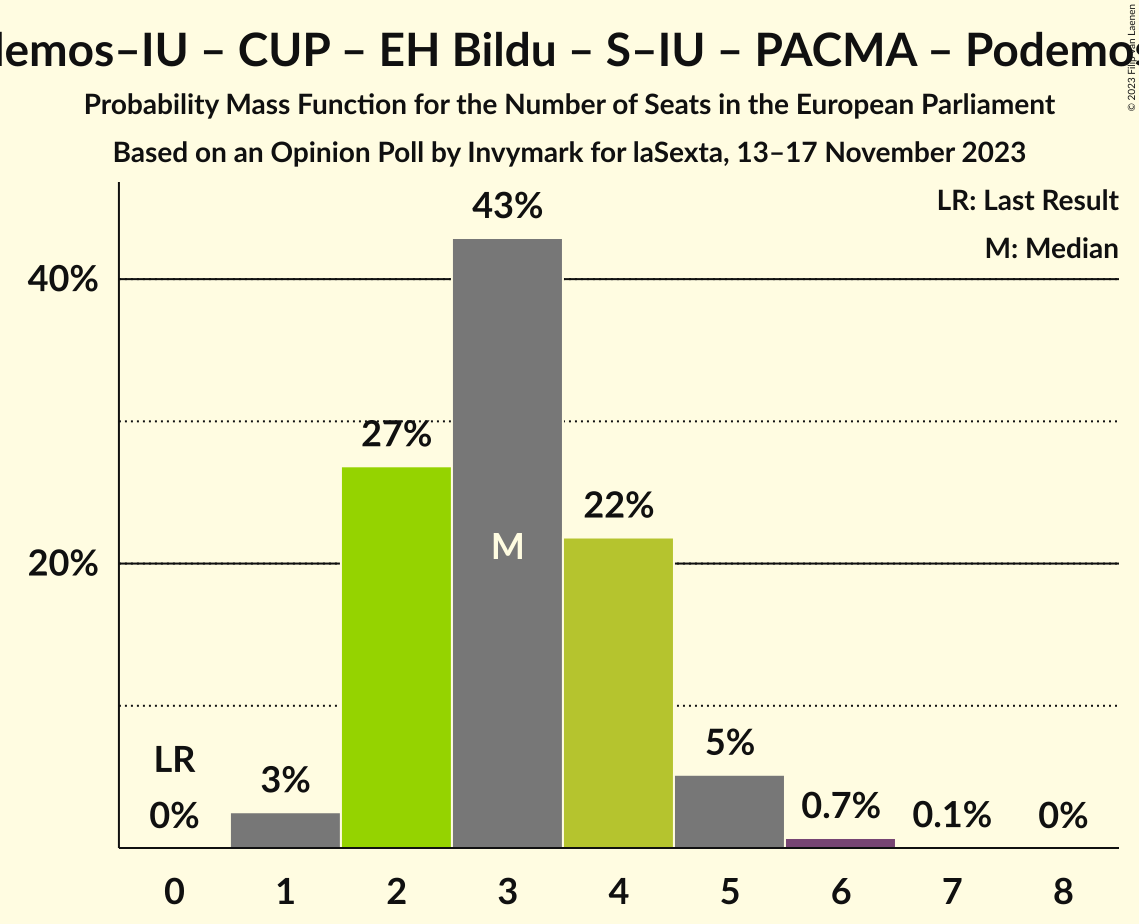 demos–IU – CUP – EH Bildu – S–IU – PACMA – Podemos
© 2023 Filip van Laenen
Probability Mass Function for the Number of Seats in the European Parliament
Based on an Opinion Poll by Invymark for laSexta, 13–17 November 2023
LR: Last Result
M: Median
43%
40%
27%
22%
M
20%
LR
5%
3%
0%
0.7%
0.1%
0%
0 1 2 3 4 5 6 7 8